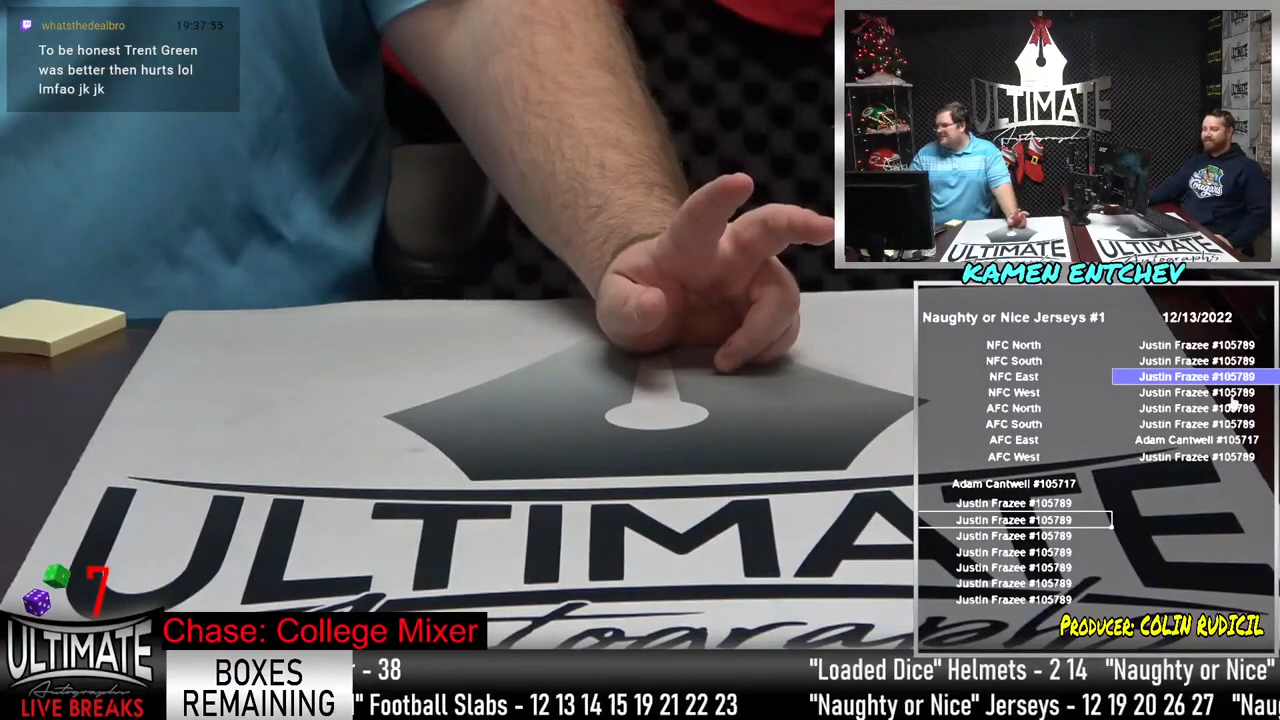 whatsthedealbro 19:37:55
To be honest Trent Green
was better then hurts lol
lmfao jk jk
ULTIMATE
Autographs
ULTIMATE
ULTIMATE
Autographs
Cougars
KAMEN ENTCHEV
Naughty or Nice Jerseys #1 12/13/2022
NFC North Justin Frazee #105789
NFC South Justin Frazee #105789
NFC East Justin Frazee #105789
NFC West Justin Frazee #105789
AFC North Justin Frazee #105789
AFC South Justin Frazee #105789
AFC East Adam Cantwell #105717
AFC West Justin Frazee #105789
Adam Cantwell #105717
Justin Frazee #105789
Justin Frazee #105789
Justin Frazee #105789
Justin Frazee #105789
Justin Frazee #105789
Justin Frazee #105789
Justin Frazee #105789
PRODUCER: COLIN RUDICIL
ULTIMATE
Autographs
7
ULTIMATE
Autographs
LIVE BREAKS
Chase: College Mixer
BOXES
REMAINING
r - 38 "Loaded Dice" Helmets - 2 14 "Naughty or Nice"
" Football Slabs - 12 13 14 15 19 21 22 23 "Naughty or Nice" Jerseys - 12 19 20 26 27 "Nau